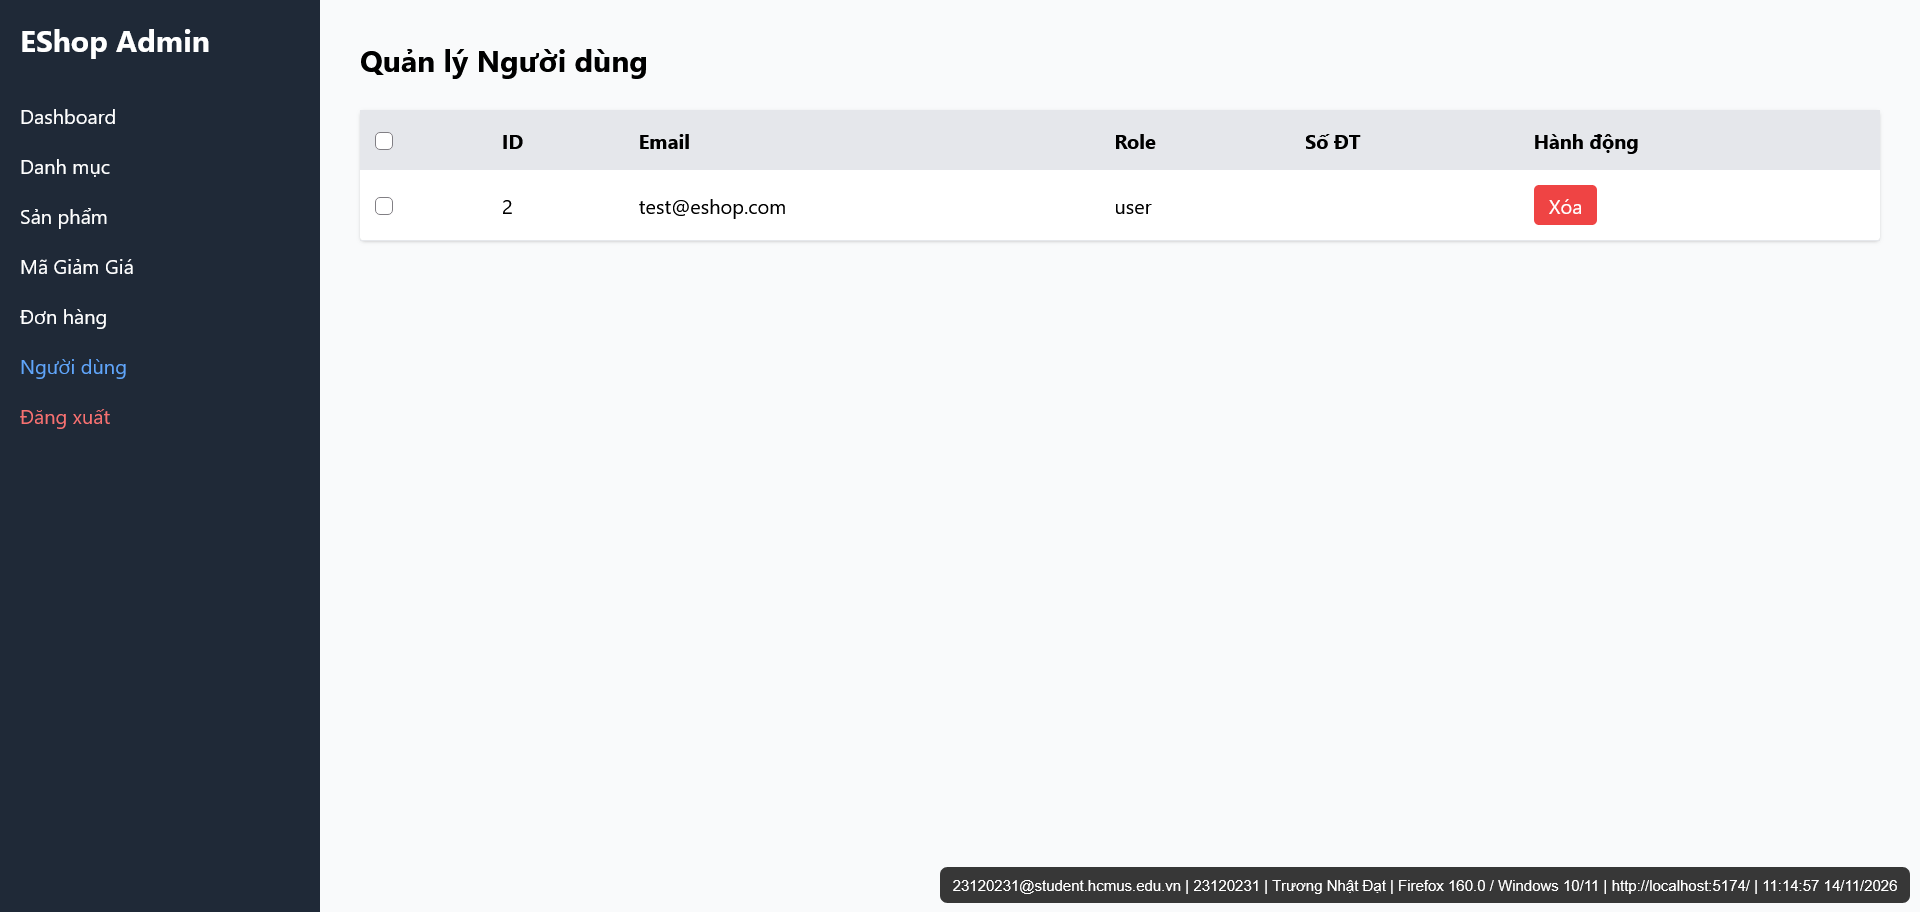 EShop Admin
Dashboard
Danh mục
Sản phẩm
Mã Giảm Giá
Đơn hàng
Người dùng
Đăng xuất
Quản lý Người dùng
ID Email Role Số ĐT Hành động
2 test@eshop.com user Xóa
23120231@student.hcmus.edu.vn | 23120231 | Trương Nhật Đạt | Firefox 160.0 / Windows 10/11 | http://localhost:5174/ | 11:14:57 14/11/2026